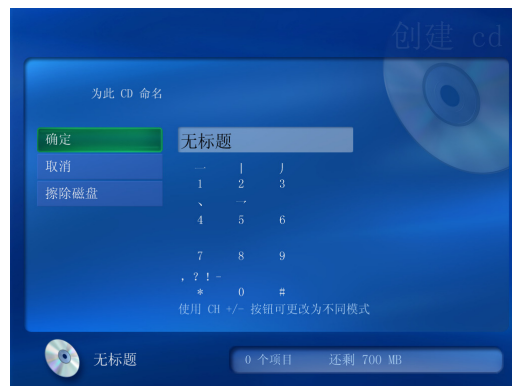 创建 cd
为此 CD 命名
确定
取消
擦除磁盘
无标题
一 丨 丿
1 2 3
丶 乛
4 5 6
7 8 9
, ? ! -
* 0 #
使用 CH +/- 按钮可更改为不同模式
无标题
0 个项目 还剩 700 MB